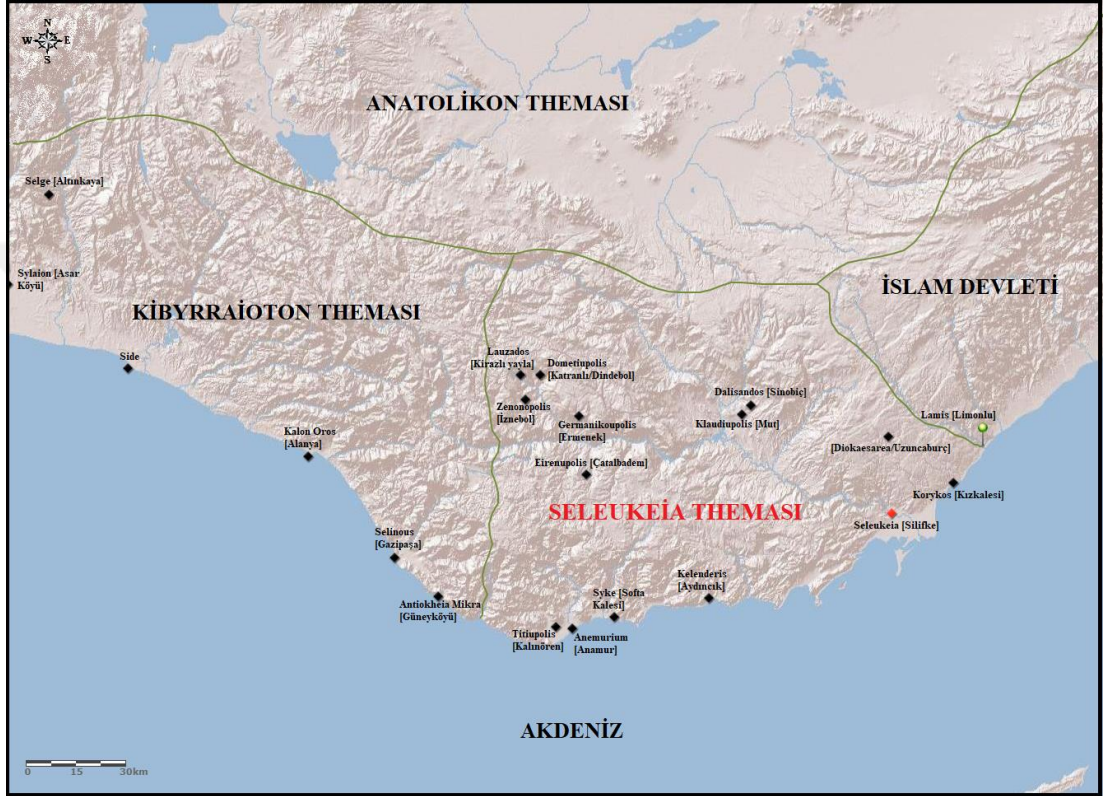 N
W E
S
ANATOLİKON THEMASI
Selge [Altınkaya]
Sylaion [Asar
Köyü]
İSLAM DEVLETİ
KİBYRRAİOTON THEMASI
Side
Lauzados
[Kirazlı yayla]
Dometiupolis
[Katranlı/Dindebol]
Zenonopolis
[İznebol]
Germanikoupolis
[Ermenek]
Dalisandos [Sinobiç]
Klaudiupolis [Mut]
Lamis [Limonlu]
[Diokaesarea/Uzuncaburç]
Kalon Oros
[Alanya]
Eirenupolis [Çatalbadem]
Korykos [Kızkalesi]
SELEUKEİA THEMASI
Seleukeia [Silifke]
Selinous
[Gazipaşa]
Antiokheia Mikra
[Güneyköyü]
Syke [Softa
Kalesi]
Kelenderis
[Aydıncık]
Titiupolis
[Kalınören]
Anemurium
[Anamur]
AKDENİZ
0 15 30km